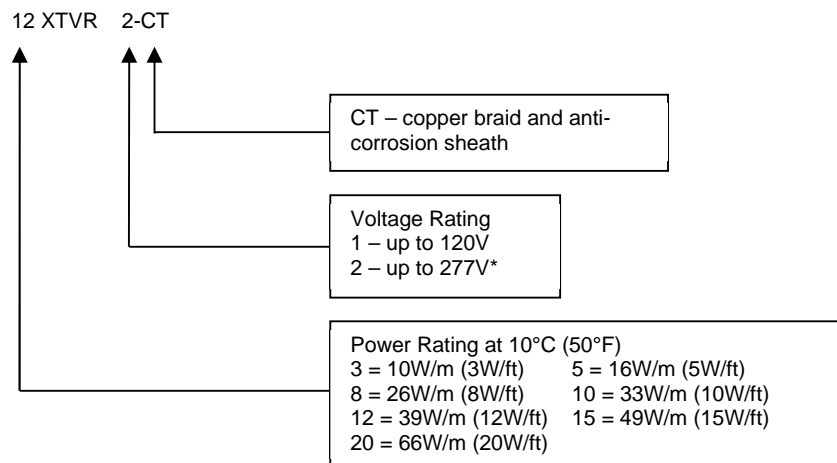 12 XTVR 2-CT
CT – copper braid and anti-
corrosion sheath
Voltage Rating
1 – up to 120V
2 – up to 277V*
Power Rating at 10°C (50°F)
3 = 10W/m (3W/ft) 5 = 16W/m (5W/ft)
8 = 26W/m (8W/ft) 10 = 33W/m (10W/ft)
12 = 39W/m (12W/ft) 15 = 49W/m (15W/ft)
20 = 66W/m (20W/ft)